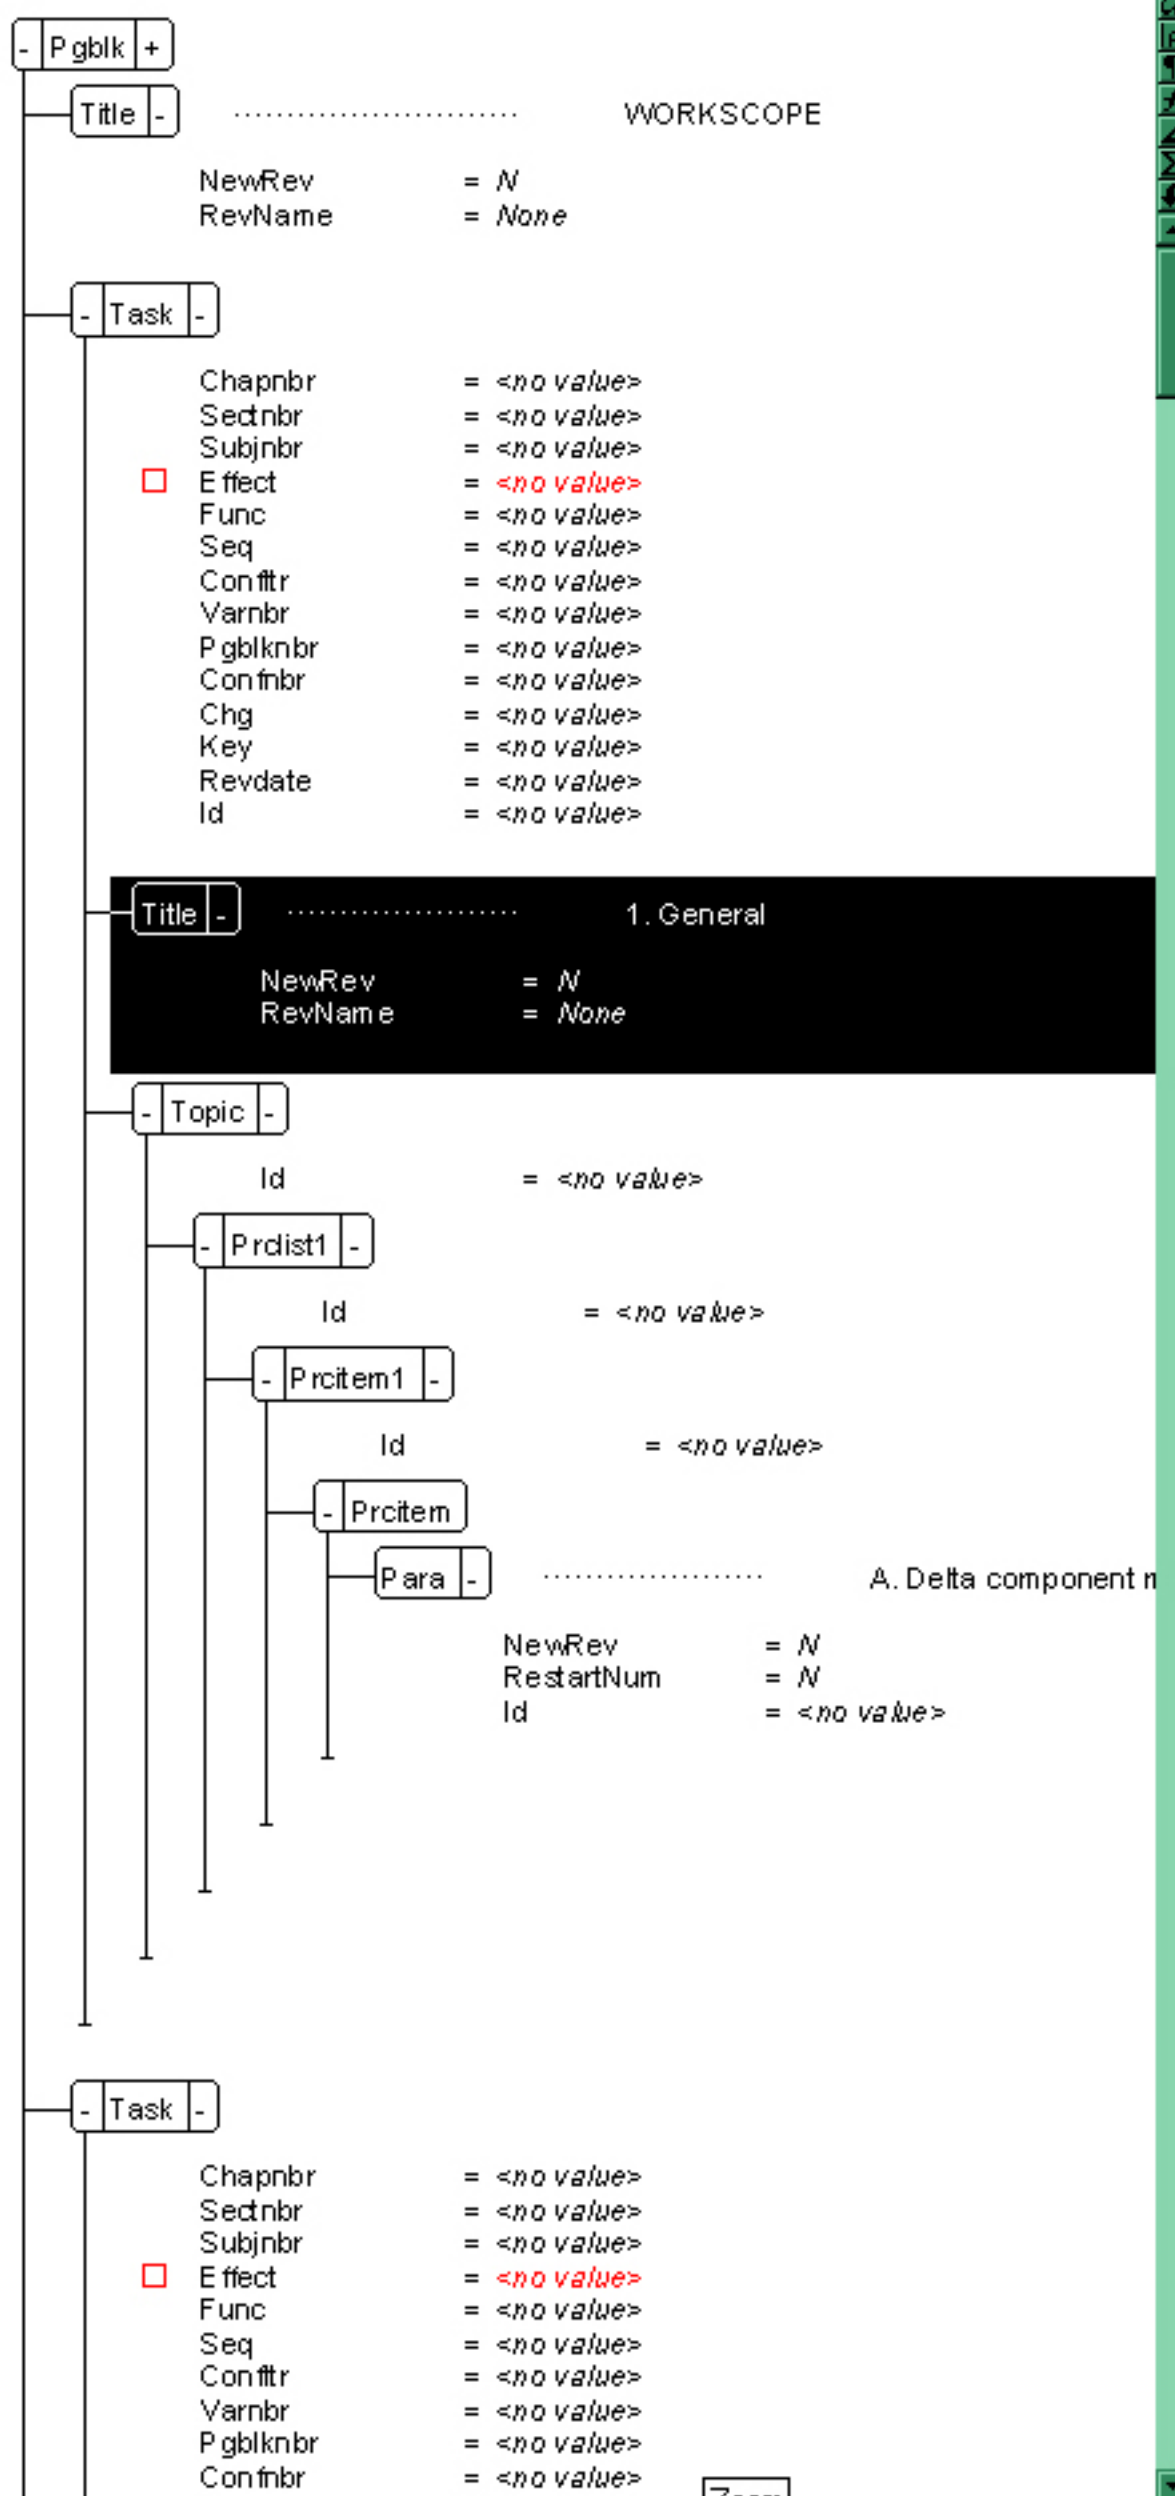 - Pgblk +
Title - ........................... WORKSCOPE
NewRev = N
RevName = None
- Task -
Chapnbr = <no value>
Sectnbr = <no value>
Subjnbr = <no value>
Effect = <no value>
Func = <no value>
Seq = <no value>
Confltr = <no value>
Varnbr = <no value>
Pgblknbr = <no value>
Confnbr = <no value>
Chg = <no value>
Key = <no value>
Revdate = <no value>
Id = <no value>
Title - ...................... 1. General
NewRev = N
RevName = None
- Topic -
Id = <no value>
- Prclist1 -
Id = <no value>
- Prcitem1 -
Id = <no value>
- Prcitem
Para - ..................... A. Delta component
NewRev = N
RestartNum = N
Id = <no value>
- Task -
Chapnbr = <no value>
Sectnbr = <no value>
Subjnbr = <no value>
Effect = <no value>
Func = <no value>
Seq = <no value>
Confltr = <no value>
Varnbr = <no value>
Pgblknbr = <no value>
Confnbr = <no value>